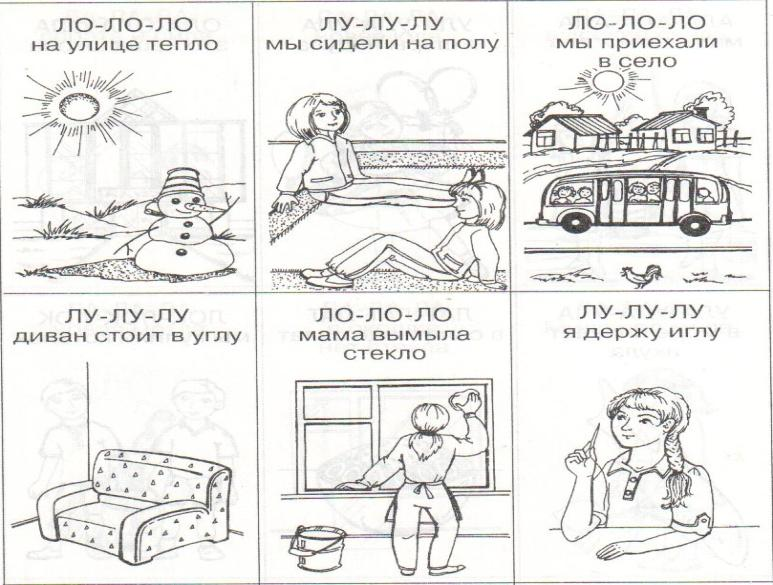 ЛО-ЛО-ЛО
на улице тепло
ЛУ-ЛУ-ЛУ
мы сидели на полу
ЛО-ЛО-ЛО
мы приехали
в село
ЛУ-ЛУ-ЛУ
диван стоит в углу
ЛО-ЛО-ЛО
мама вымыла
стекло
ЛУ-ЛУ-ЛУ
я держу иглу